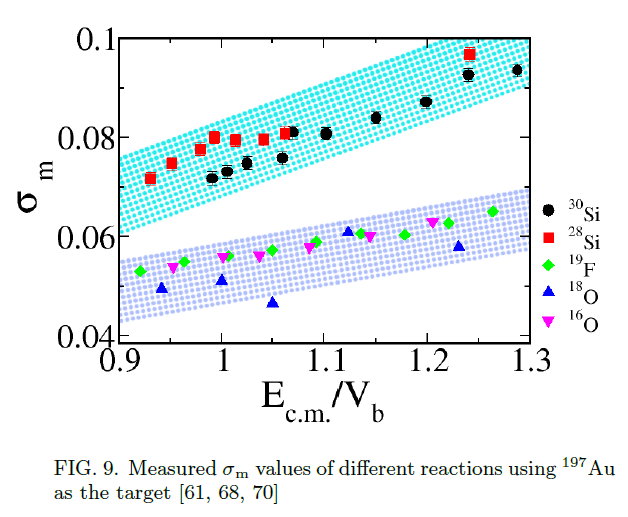 0.1
0.08
0.06
0.04
σ m
0.9 1 1.1 1.2 1.3
E c.m./V b
30Si
28Si
19F
18O
16O
FIG. 9. Measured σm values of different reactions using 197Au
as the target [61, 68, 70]